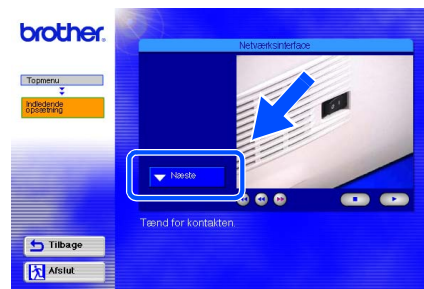 brother.
Netværksinterface
Topmenu
Indledende
opsætning
Næste
Tænd for kontakten.
Tilbage
Afslut